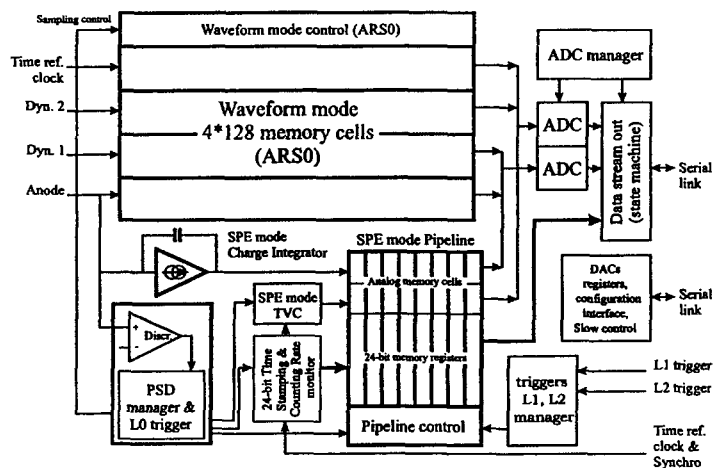 Sampling control
Waveform mode control (ARS0)
Time ref.
clock
ADC manager
Dyn. 2
Waveform mode
4*128 memory cells
(ARS0)
ADC
Dyn. 1
ADC
Data stream out
(state machine)
Serial
link
Anode
SPE mode
Charge Integrator
SPE mode Pipeline
Analog memory cells
DACs
registers,
configuration
interface,
Slow control
Serial
link
SPE mode
TVC
+
-
Discr.
24-bit Time
Stamping &
Counting Rate
monitor
24-bit memory registers
PSD
manager &
L0 trigger
triggers
L1, L2
manager
L1 trigger
L2 trigger
Pipeline control
Time ref.
clock &
Synchro